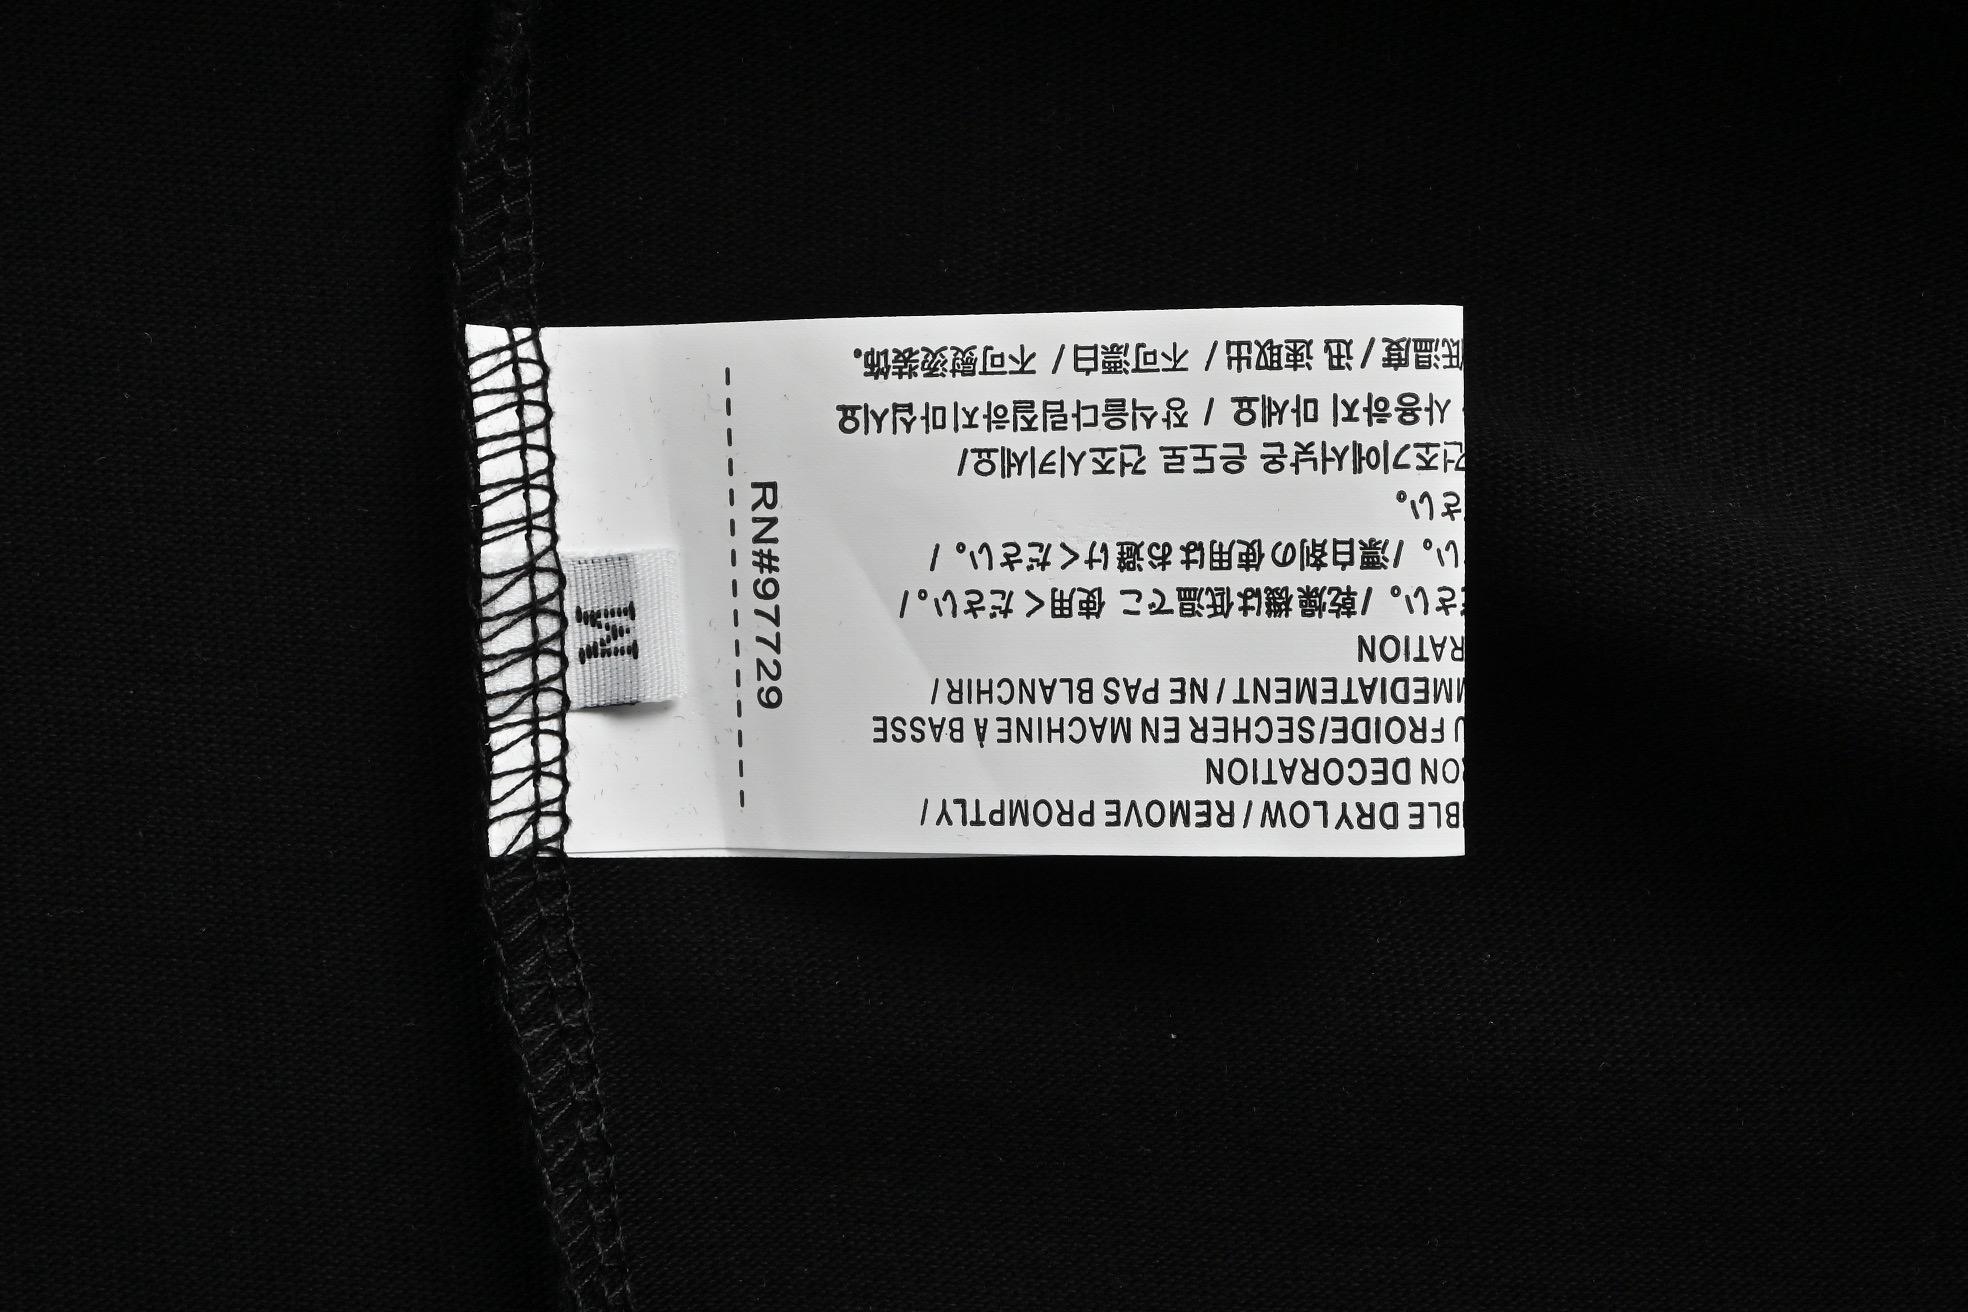 BLE DRY LOW / REMOVE PROMPTLY /
ON DECORATION
U FROIDE/SECHER EN MACHINE À BASSE
MMEDIATEMENT / NE PAS BLANCHIR /
RATION
さい。/ 乾燥 機は低温でご 使用ください。/
い。/ 漂白剤の使用はお避けください。/
さい。
건조기에서낮은 온도로 건조시키세요/
사용하지 마세요 / 장식을다림질하지마십시오
低温度 / 迅 速取出 / 不可漂白 / 不可熨烫装饰。
RN#97729
M